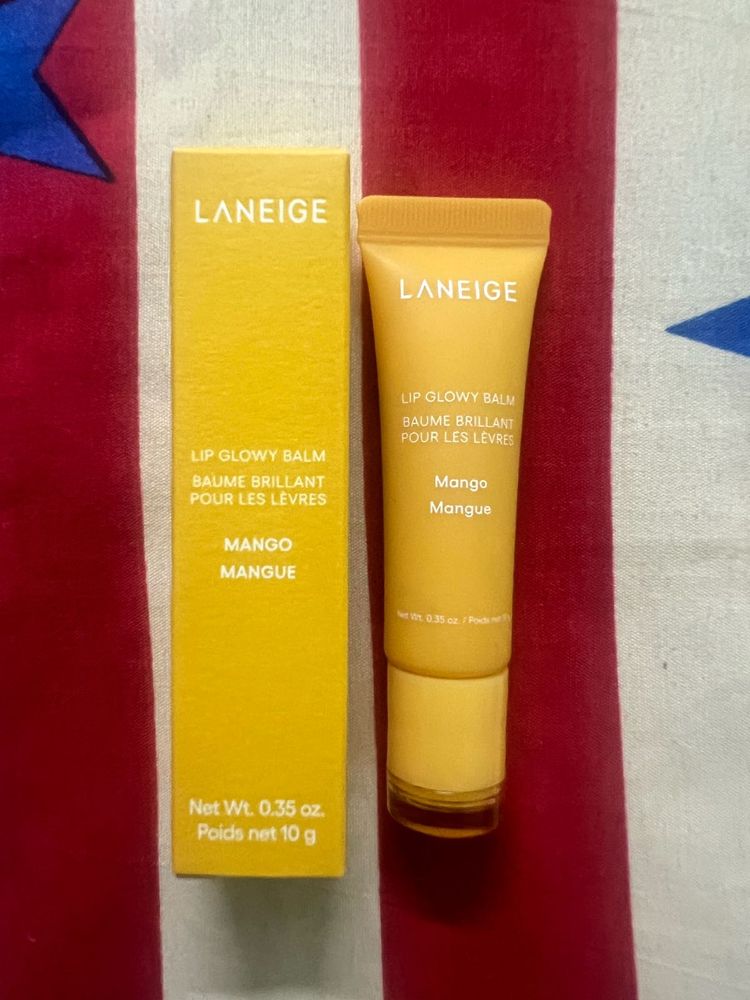 LANEIGE
LIP GLOWY BALM
BAUME BRILLANT
POUR LES LÈVRES
MANGO
MANGUE
Net Wt. 0.35 oz.
Poids net 10 g
LANEIGE
LIP GLOWY BALM
BAUME BRILLANT
POUR LES LÈVRES
Mango
Mangue
Net Wt. 0.35 oz. / Poids net